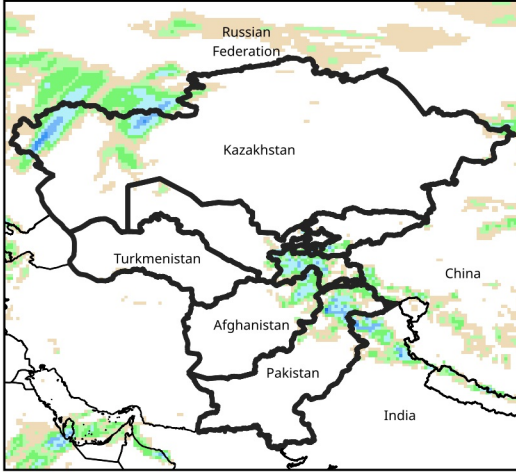 Russian
Federation
Kazakhstan
Turkmenistan
China
Afghanistan
Pakistan
India